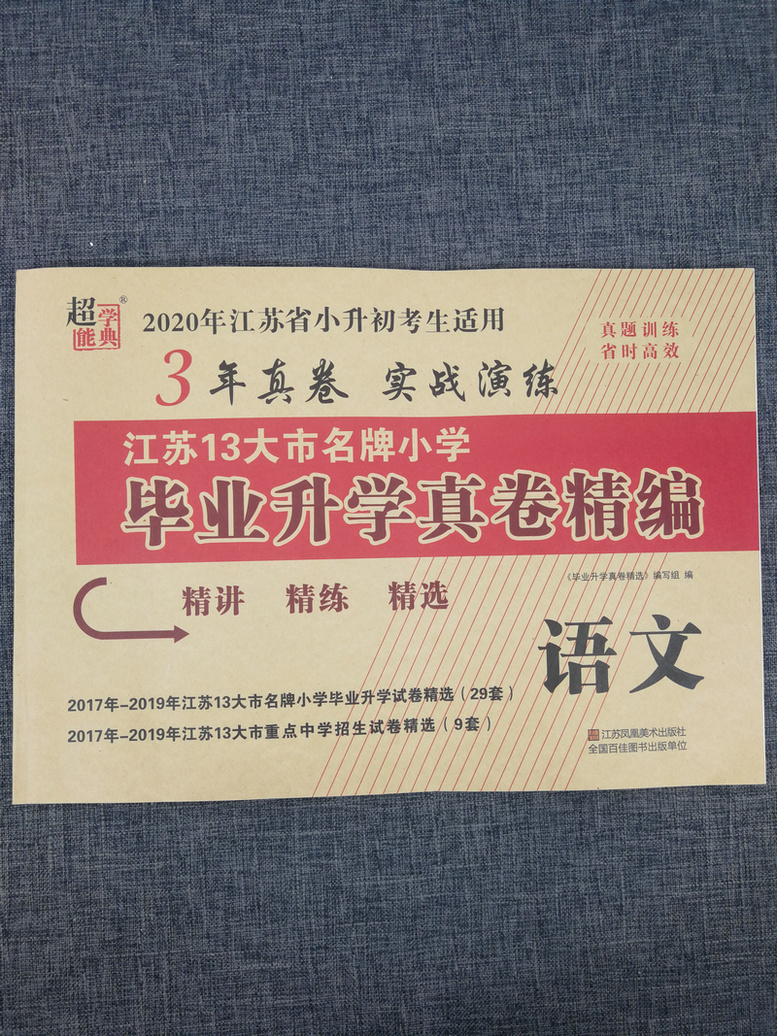 超能学典®
2020年江苏省小升初考生适用
真题训练
省时高效
3年真卷 实战演练
江苏13大市名牌小学
毕业升学真卷精编
《毕业升学真卷精选》编写组 编
精讲 精练 精选
语文
2017年-2019年江苏13大市名牌小学毕业升学试卷精选(29套)
2017年-2019年江苏13大市重点中学招生试卷精选(9套)
江苏凤凰美术出版社
全国百佳图书出版单位